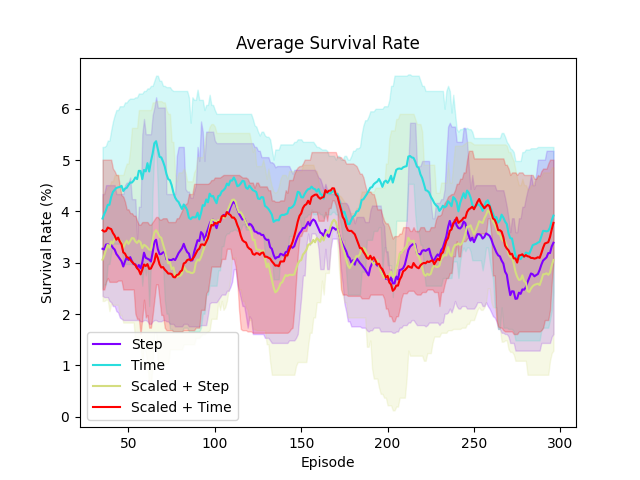 Average Survival Rate
Survival Rate (%)
6
5
4
3
2
1
0
Step
Time
Scaled + Step
Scaled + Time
50
100
150
200
250
300
Episode